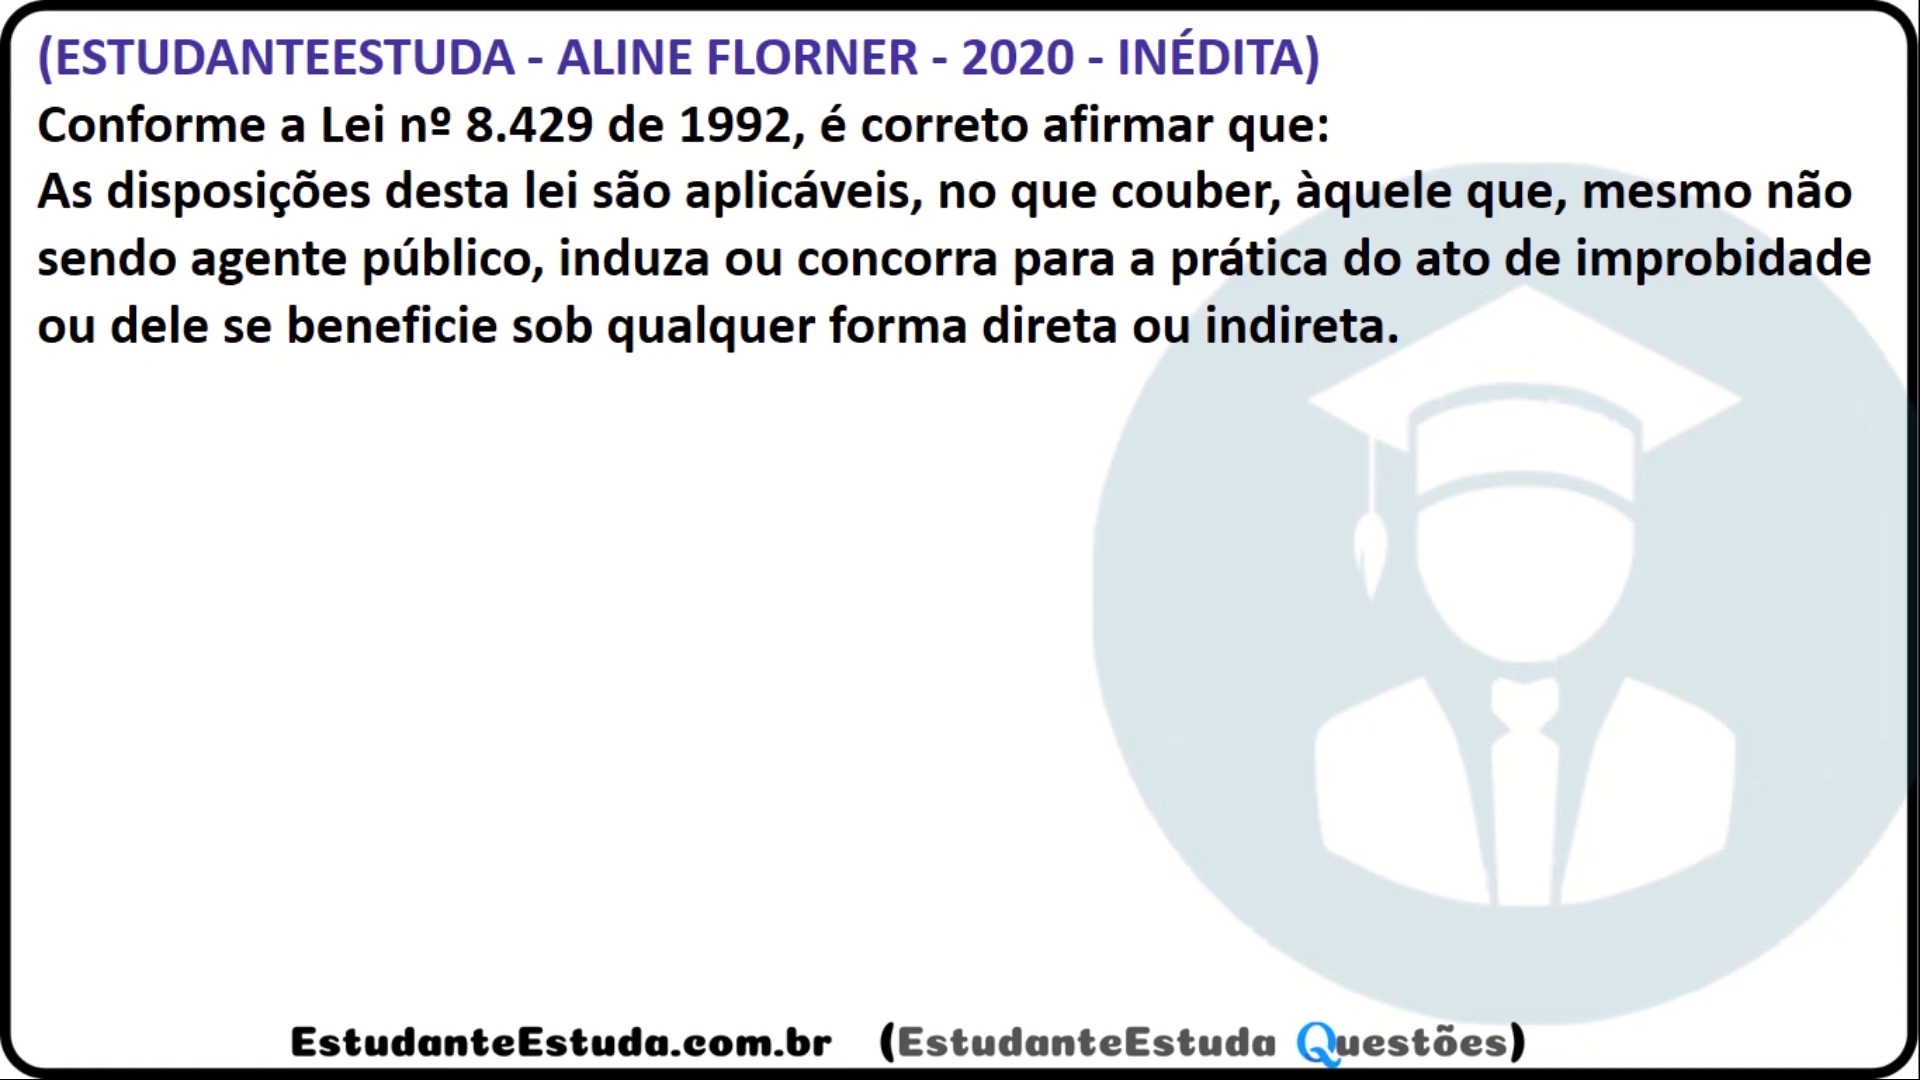 (ESTUDANTEESTUDA - ALINE FLORNER - 2020 - INÉDITA)
Conforme a Lei nº 8.429 de 1992, é correto afirmar que:
As disposições desta lei são aplicáveis, no que couber, àquele que, mesmo não
sendo agente público, induza ou concorra para a prática do ato de improbidade
ou dele se beneficie sob qualquer forma direta ou indireta.
EstudanteEstuda.com.br (EstudanteEstuda Questões)